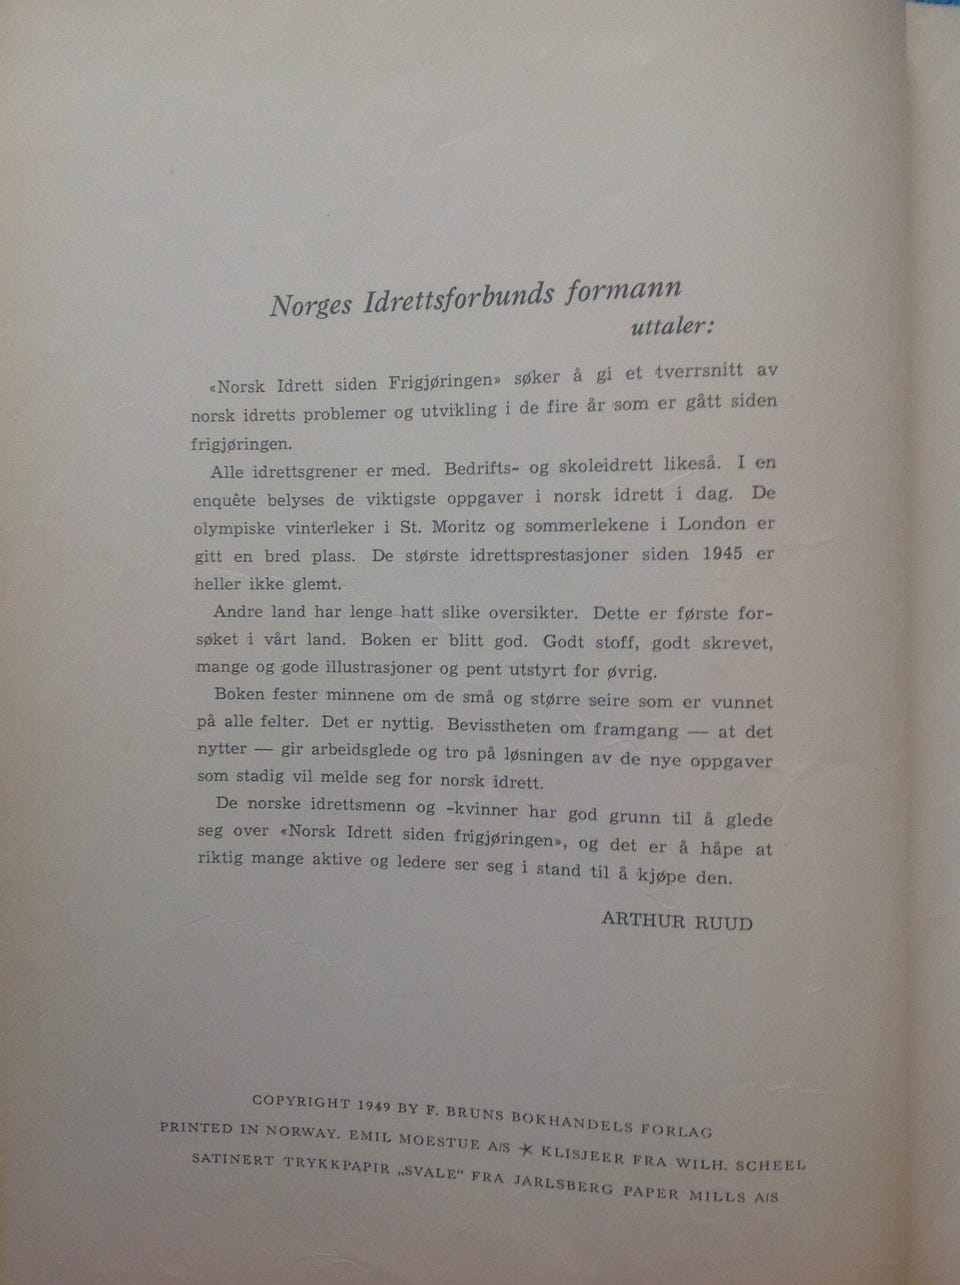 Norges Idrettsforbunds formann
uttaler:
«Norsk Idrett siden Frigjøringen» søker å gi et tverrsnitt av
norsk idretts problemer og utvikling i de fire år som er gått siden
frigjøringen.
Alle idrettsgrener er med. Bedrifts- og skoleidrett likeså. I en
enquête belyses de viktigste oppgaver i norsk idrett i dag. De
olympiske vinterleker i St. Moritz og sommerlekene i London er
gitt en bred plass. De største idrettsprestasjoner siden 1945 er
heller ikke glemt.
Andre land har lenge hatt slike oversikter. Dette er første for-
søket i vårt land. Boken er blitt god. Godt stoff, godt skrevet,
mange og gode illustrasjoner og pent utstyrt for øvrig.
Boken fester minnene om de små og større seire som er vunnet
på alle felter. Det er nyttig. Bevisstheten om framgang — at det
nytter — gir arbeidsglede og tro på løsningen av de nye oppgaver
som stadig vil melde seg for norsk idrett.
De norske idrettsmenn og -kvinner har god grunn til å glede
seg over «Norsk Idrett siden frigjøringen», og det er å håpe at
riktig mange aktive og ledere ser seg i stand til å kjøpe den.
ARTHUR RUUD
COPYRIGHT 1949 BY F. BRUNS BOKHANDELS FORLAG
PRINTED IN NORWAY. EMIL MOESTUE A/S * KLISJEER FRA WILH. SCHEEL
SATINERT TRYKKPAPIR „SVALE" FRA JARLSBERG PAPER MILLS A/S